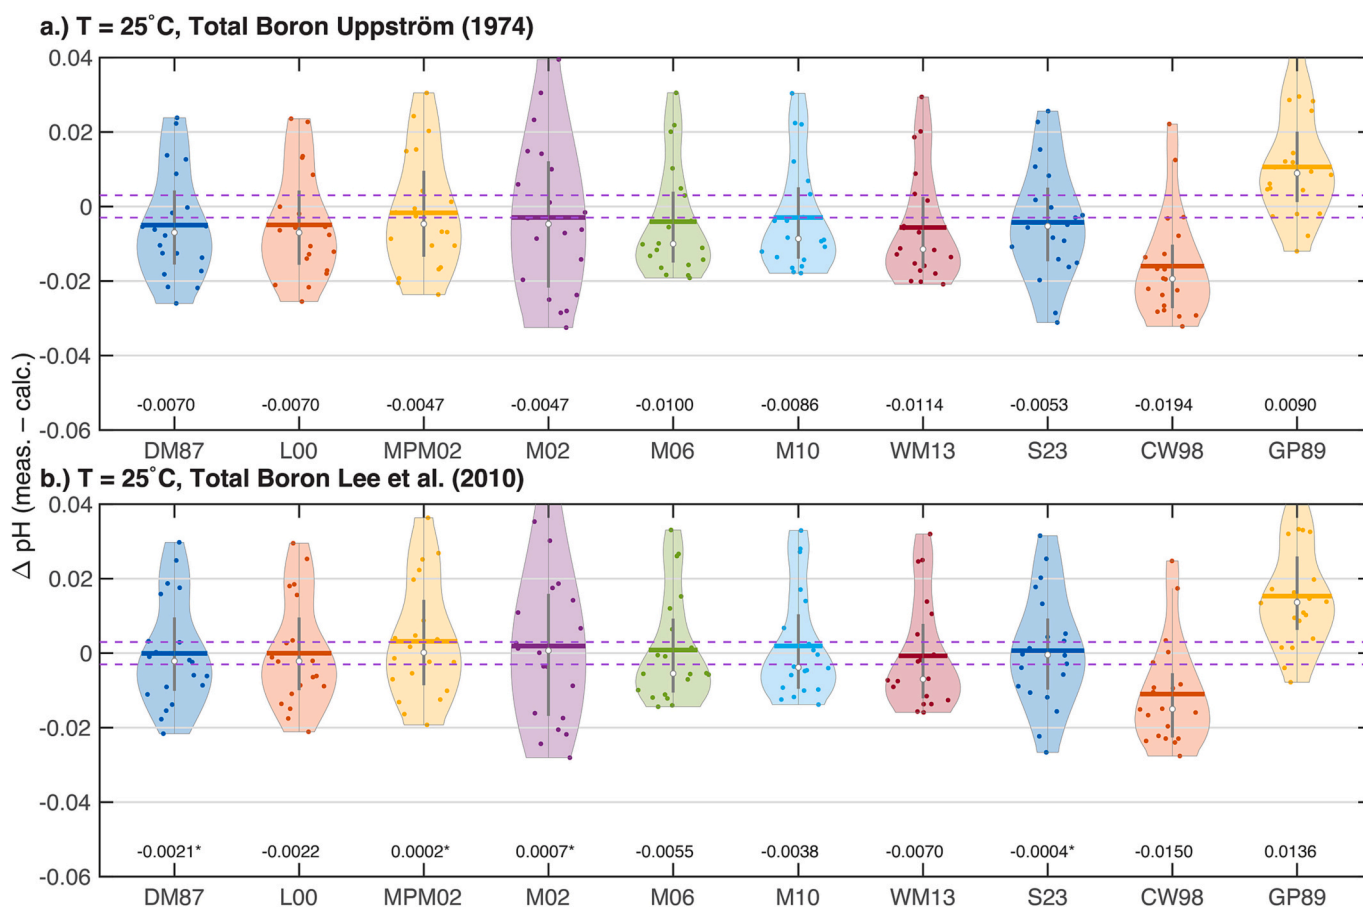 a.) T = 25˚C, Total Boron Uppström (1974)
0.04
0.02
0
-0.02
-0.04
-0.06
-0.0070 -0.0070 -0.0047 -0.0047 -0.0100 -0.0086 -0.0114 -0.0053 -0.0194 0.0090
DM87 L00 MPM02 M02 M06 M10 WM13 S23 CW98 GP89
Δ pH (meas. – calc.)
b.) T = 25˚C, Total Boron Lee et al. (2010)
0.04
0.02
0
-0.02
-0.04
-0.06
-0.0021* -0.0022 0.0002* 0.0007* -0.0055 -0.0038 -0.0070 -0.0004* -0.0150 0.0136
DM87 L00 MPM02 M02 M06 M10 WM13 S23 CW98 GP89